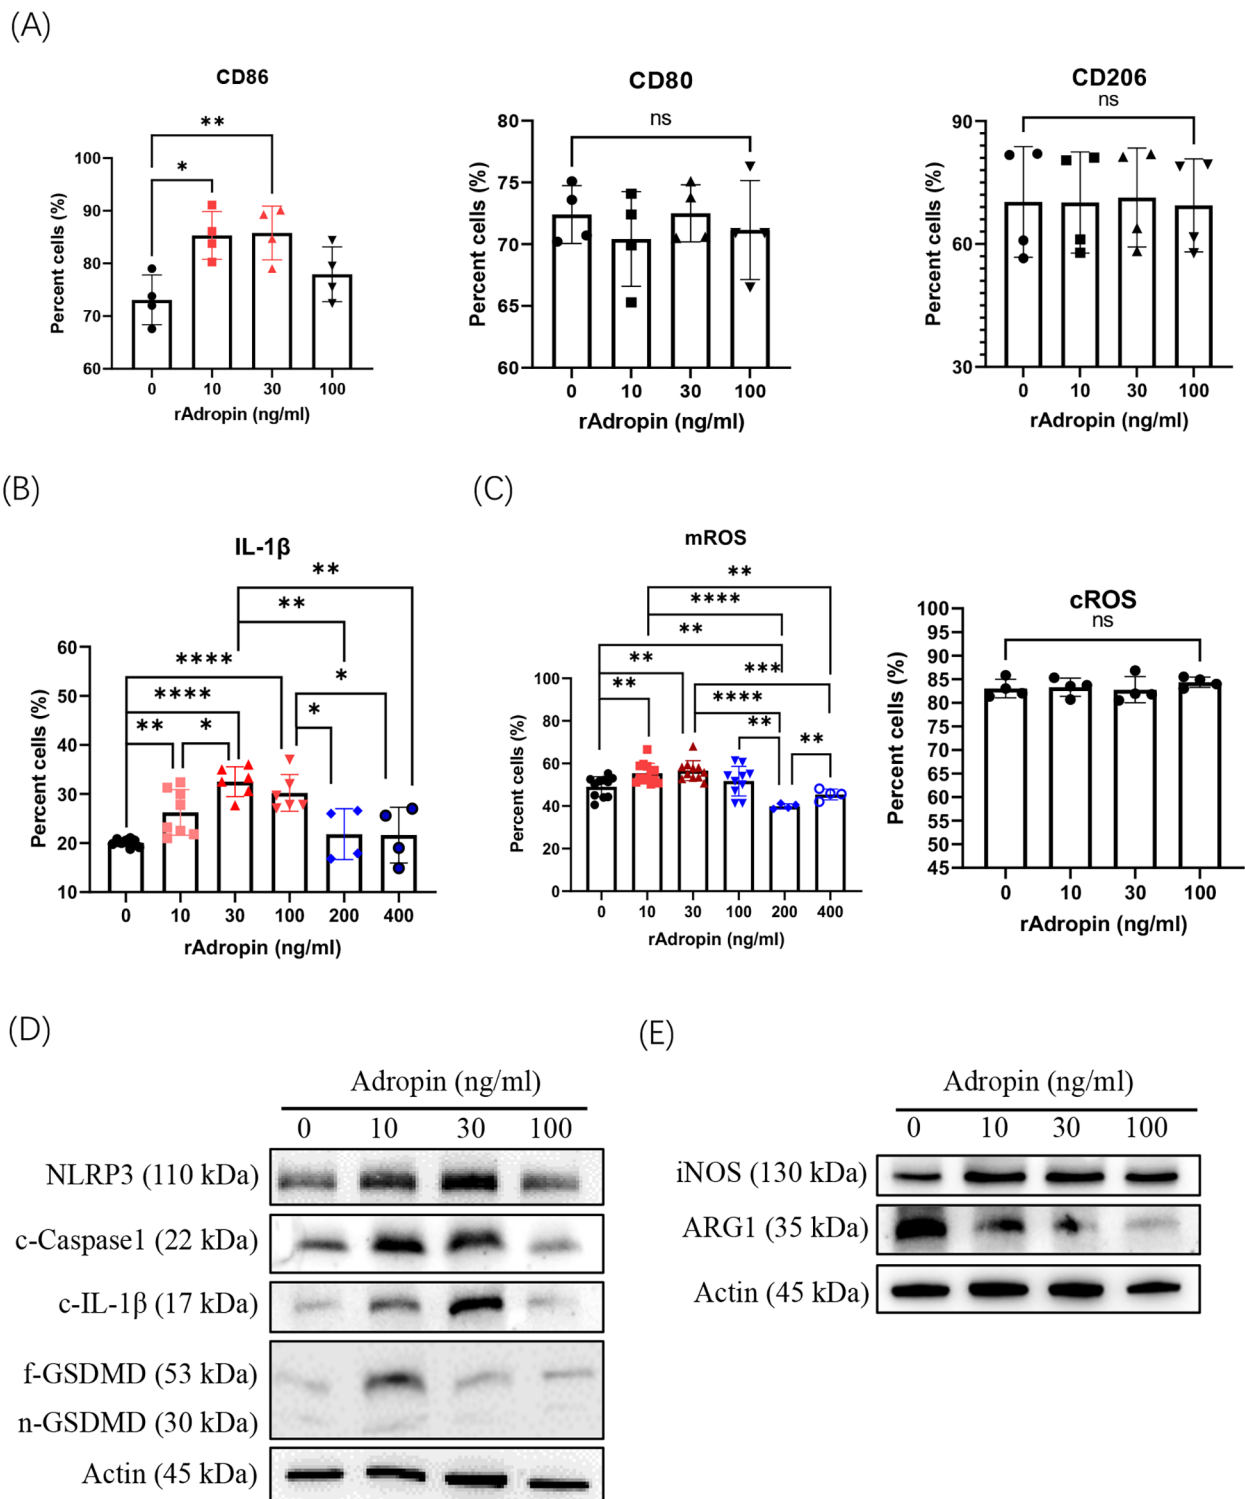 (A)
CD86
**
*
100
90
80
70
60
Percent cells (%)
0 10 30 100
rAdropin (ng/ml)
CD80
ns
80
75
70
65
60
Percent cells (%)
0 10 30 100
rAdropin (ng/ml)
CD206
ns
90
60
30
Percent cells (%)
0 10 30 100
rAdropin (ng/ml)
(B)
IL-1β
**
**
****
*
****
** *
*
60
50
40
30
20
10
Percent cells (%)
0 10 30 100 200 400
rAdropin (ng/ml)
(C)
mROS
**
****
**
**
***
**
****
**
**
100
80
60
40
20
0
Percent cells (%)
0 10 30 100 200 400
rAdropin (ng/ml)
cROS
ns
100
95
90
85
80
75
70
65
60
55
50
45
Percent cells (%)
0 10 30 100
rAdropin (ng/ml)
(D)
Adropin (ng/ml)
0 10 30 100
NLRP3 (110 kDa)
c-Caspase1 (22 kDa)
c-IL-1β (17 kDa)
f-GSDMD (53 kDa)
n-GSDMD (30 kDa)
Actin (45 kDa)
(E)
Adropin (ng/ml)
0 10 30 100
iNOS (130 kDa)
ARG1 (35 kDa)
Actin (45 kDa)